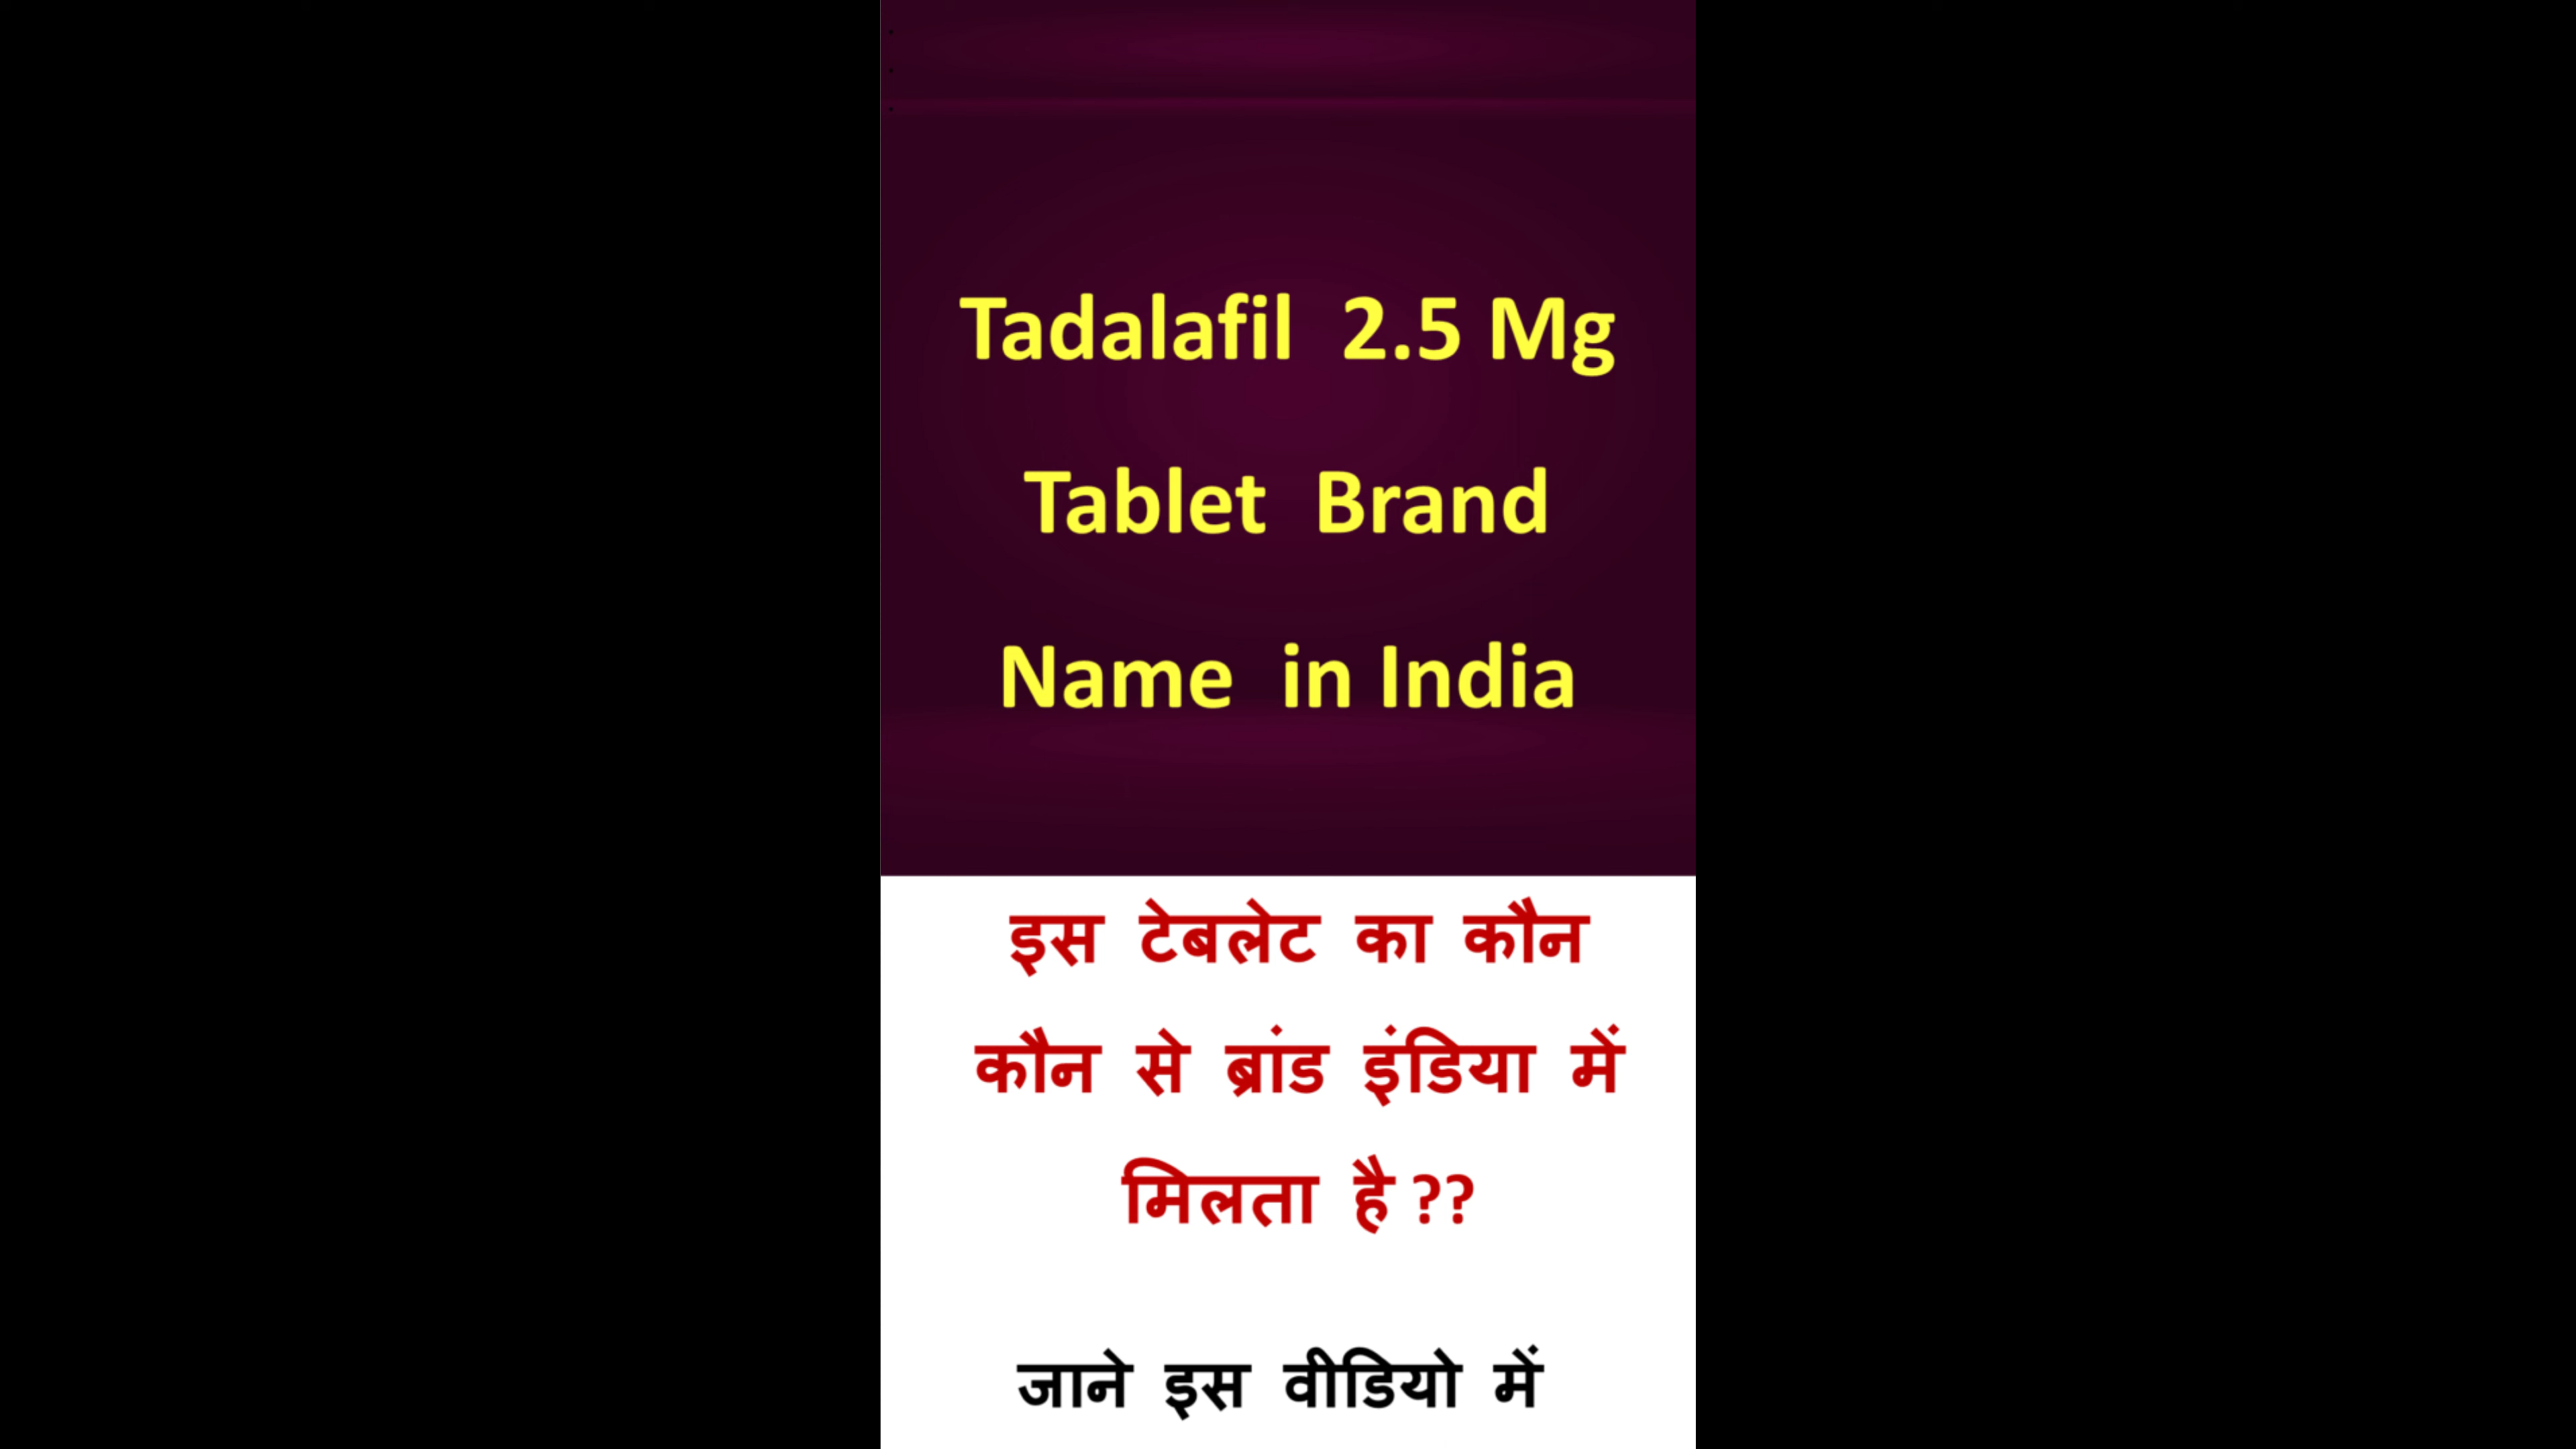 Tadalafil 2.5 Mg
Tablet Brand
Name in India
इस टेबलेट का कौन
कौन से ब्रांड इंडिया में
मिलता है ??
जाने इस वीडियो में